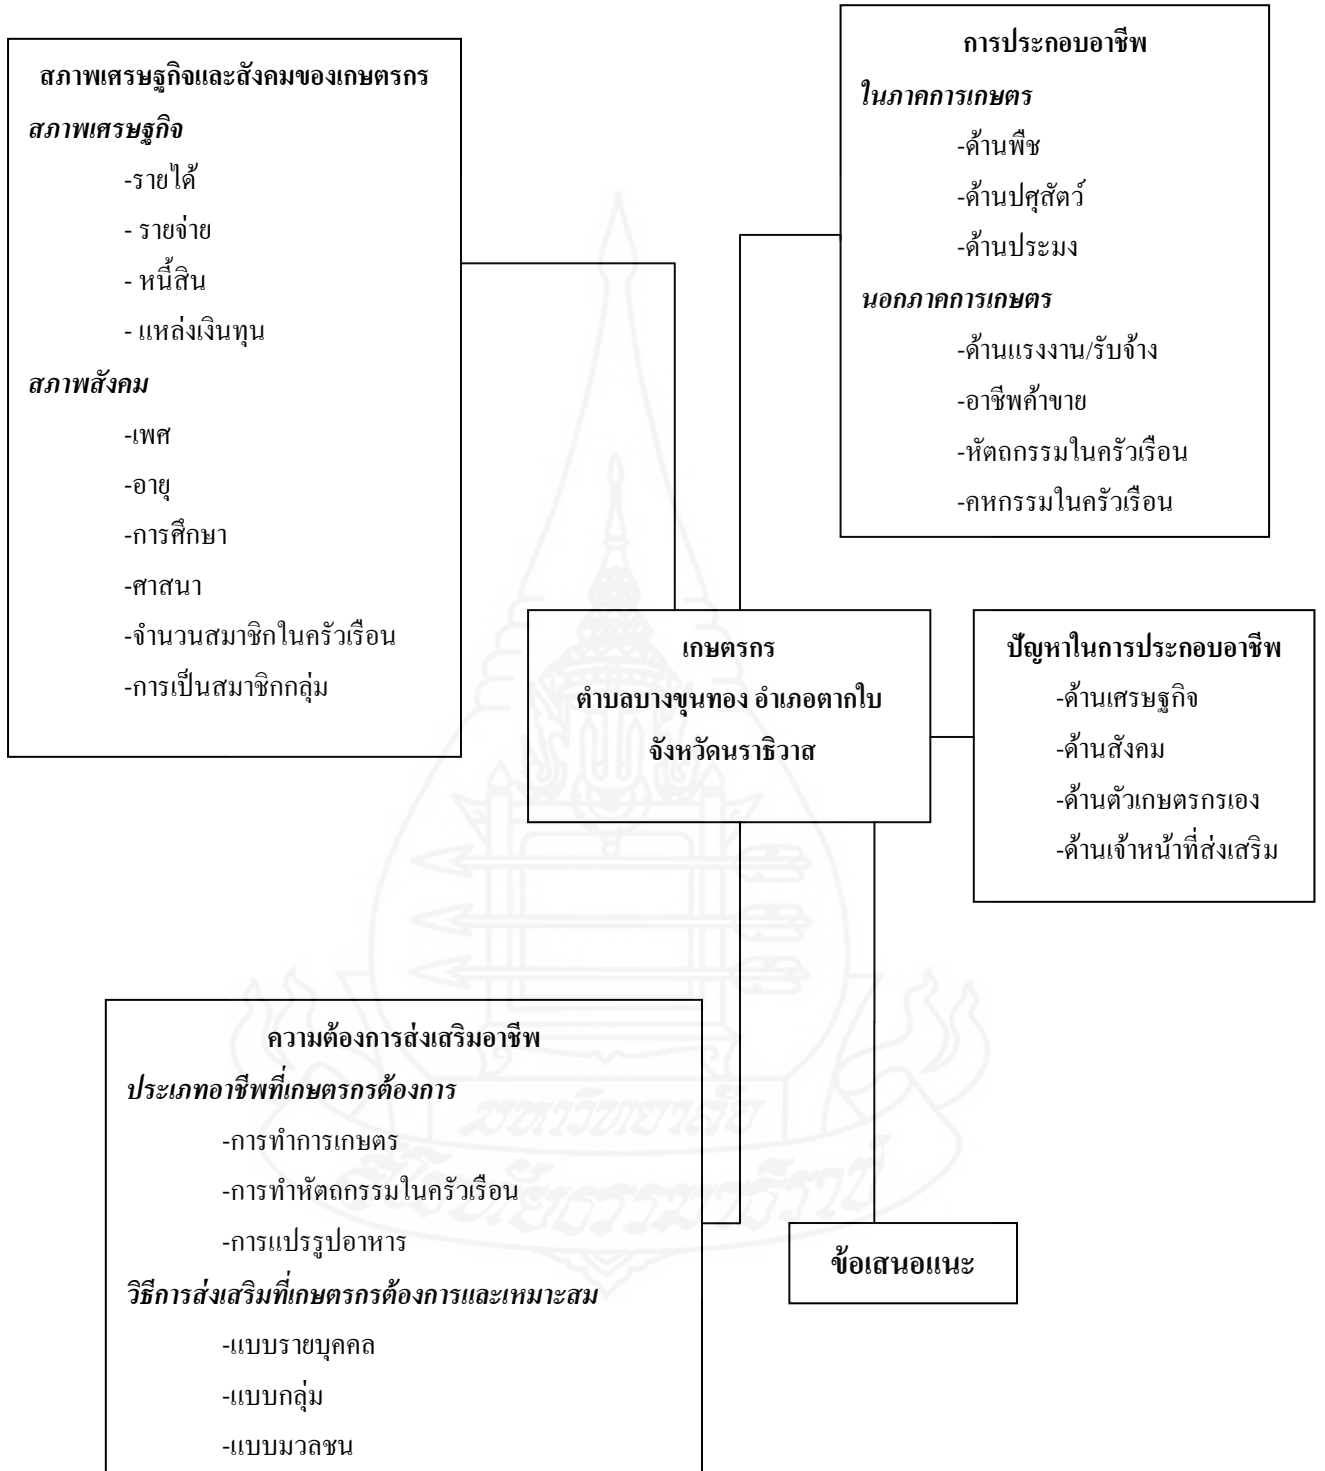 สภาพเศรษฐกิจและสังคมของเกษตรกร
สภาพเศรษฐกิจ
-รายได้
- รายจ่าย
- หนี้สิน
- แหล่งเงินทุน
สภาพสังคม
-เพศ
-อายุ
-การศึกษา
-ศาสนา
-จำนวนสมาชิกในครัวเรือน
-การเป็นสมาชิกกลุ่ม
การประกอบอาชีพ
ในภาคการเกษตร
-ด้านพืช
-ด้านปศุสัตว์
-ด้านประมง
นอกภาคการเกษตร
-ด้านแรงงาน/รับจ้าง
-อาชีพค้าขาย
-หัตถกรรมในครัวเรือน
-คหกรรมในครัวเรือน
เกษตรกร
ตำบลบางขุนทอง อำเภอตากใบ
จังหวัดนราธิวาส
ปัญหาในการประกอบอาชีพ
-ด้านเศรษฐกิจ
-ด้านสังคม
-ด้านตัวเกษตรกรเอง
-ด้านเจ้าหน้าที่ส่งเสริม
ความต้องการส่งเสริมอาชีพ
ประเภทอาชีพที่เกษตรกรต้องการ
-การทำการเกษตร
-การทำหัตถกรรมในครัวเรือน
-การแปรรูปอาหาร
วิธีการส่งเสริมที่เกษตรกรต้องการและเหมาะสม
-แบบรายบุคคล
-แบบกลุ่ม
-แบบมวลชน
ข้อเสนอแนะ
มหาวิทยาลัย
สุโขทัยธรรมาธิราช